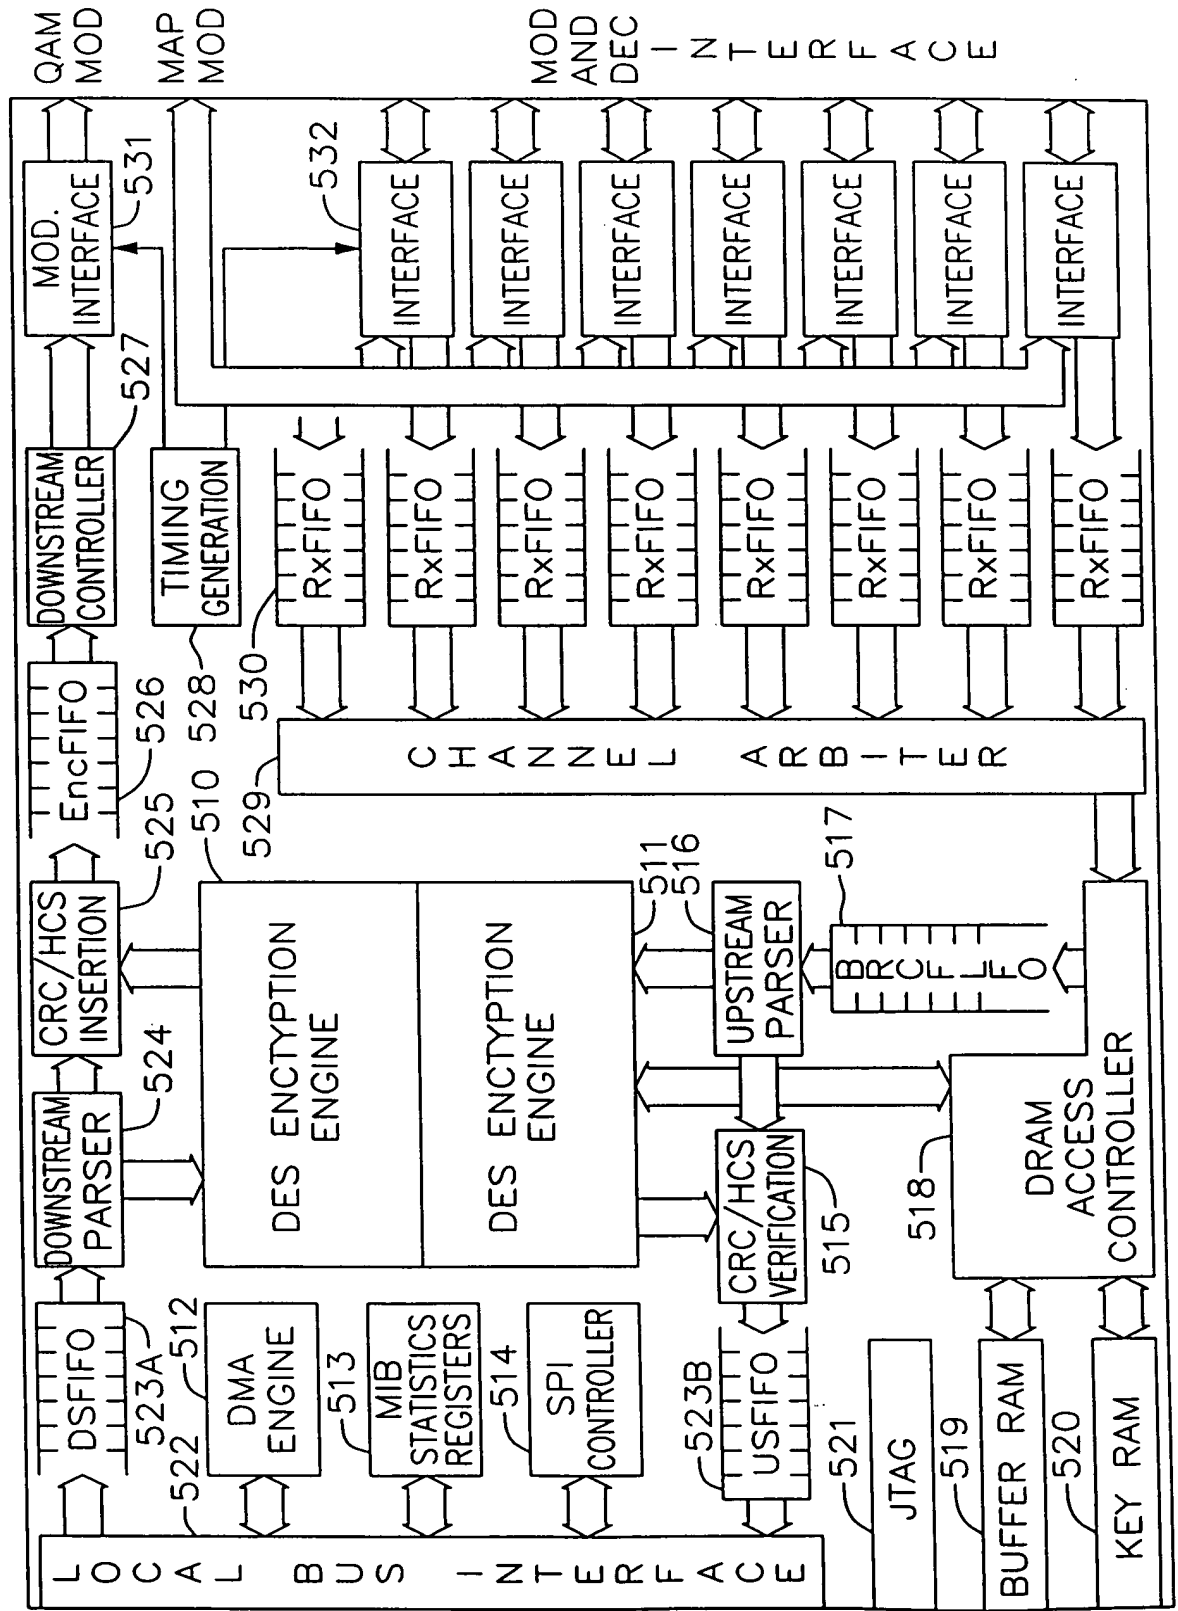 QAM
MOD
MAP
MOD
MOD
AND
DEC
INTERFACE
MOD.
INTERFACE
531
532
INTERFACE
INTERFACE
INTERFACE
INTERFACE
INTERFACE
INTERFACE
INTERFACE
DOWNSTREAM
CONTROLLER
527
TIMING
GENERATION
528
530
RxFIFO
RxFIFO
RxFIFO
RxFIFO
RxFIFO
RxFIFO
RxFIFO
RxFIFO
EncFIFO
526
529
CHANNEL ARBITER
CRC/HCS
INSERTION
525
510
DOWNSTREAM
PARSER
524
DES ENCTYPTION
ENGINE
DES ENCTYPTION
ENGINE
511
516
UPSTREAM
PARSER
517
BRCFLFO
CRC/HCS
VERIFICATION
515
518
DRAM
ACCESS
CONTROLLER
DSFIFO
523A
512
DMA
ENGINE
513
MIB
STATISTICS
REGISTERS
514
SPI
CONTROLLER
523B
USFIFO
522
LOCAL BUS INTERFACE
521
JTAG
519
BUFFER RAM
520
KEY RAM